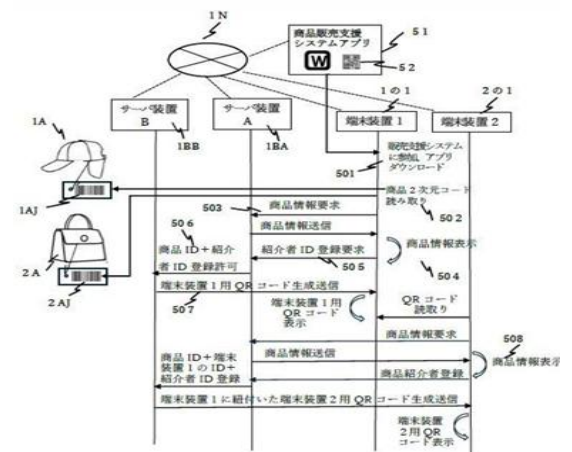 1N
商品販売支援
システムアプリ
W
51
52
サーバ装置
B
サーバ装置
A
1の1
端末装置1
2の1
端末装置2
1BB
1BA
1A
1AJ
販売支援システム
に参加、アプリ
ダウンロード
501
商品2次元コード
読み取り
502
503
商品情報要求
商品情報送信
506
商品ID+紹介
者ID登録許可
紹介者ID登録要求
505
商品情報表示
504
2A
2AJ
端末装置1用QRコード生成送信
507
端末装置1用
QRコード
表示
QRコード
読取り
商品情報要求
508
商品情報送信
商品情報表示
商品ID+端末
装置1のID+
紹介者ID登録
商品紹介者登録
端末装置1に紐付いた端末装置2用QRコード生成送信
端末装置
2用QR
コード表示